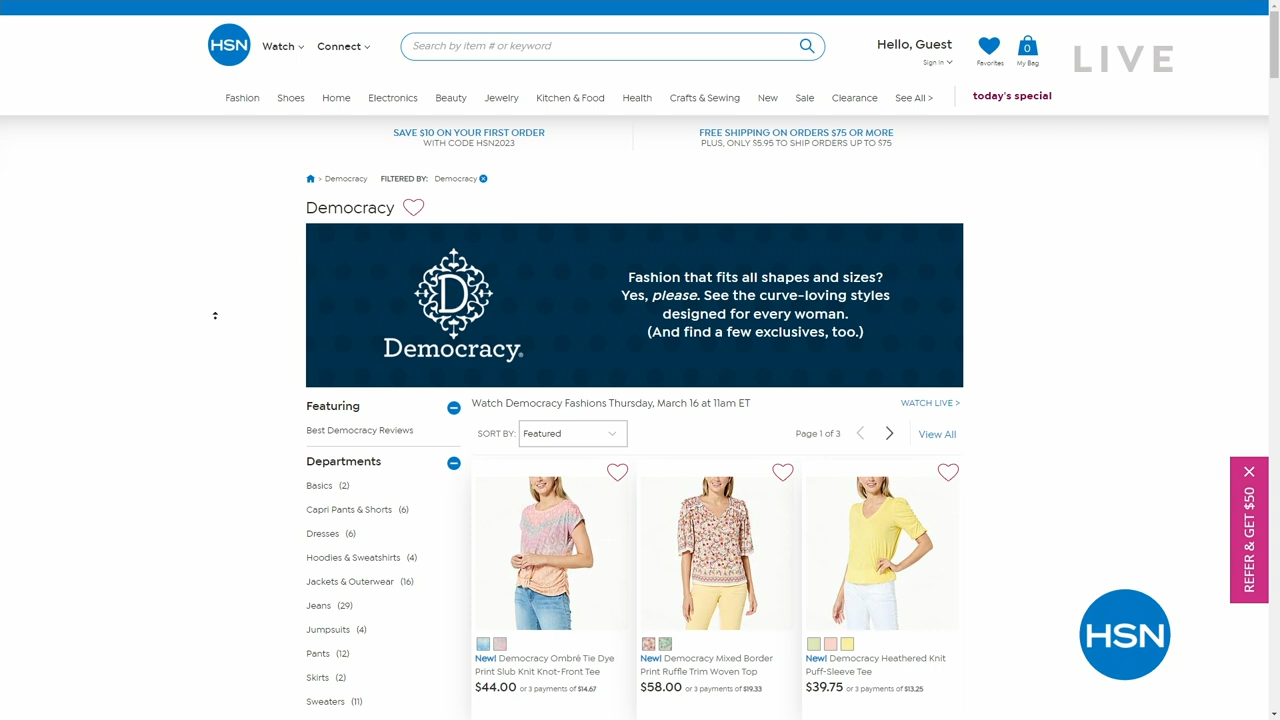 HSN
Watch
Connect
Search by item # or keyword
Hello, Guest
Sign In
Favorites
0
My Bag
LIVE
Fashion
Shoes
Home
Electronics
Beauty
Jewelry
Kitchen & Food
Health
Crafts & Sewing
New
Sale
Clearance
See All >
today's special
SAVE $10 ON YOUR FIRST ORDER
WITH CODE HSN2023
FREE SHIPPING ON ORDERS $75 OR MORE
PLUS, ONLY $5.95 TO SHIP ORDERS UP TO $75
> Democracy FILTERED BY: Democracy
Democracy
D
Democracy®
Fashion that fits all shapes and sizes?
Yes, please. See the curve-loving styles
designed for every woman.
(And find a few exclusives, too.)
Featuring
Best Democracy Reviews
Departments
Basics (2)
Capri Pants & Shorts (6)
Dresses (6)
Hoodies & Sweatshirts (4)
Jackets & Outerwear (16)
Jeans (29)
Jumpsuits (4)
Pants (12)
Skirts (2)
Sweaters (11)
Watch Democracy Fashions Thursday, March 16 at 11am ET
WATCH LIVE >
SORT BY: Featured
Page 1 of 3
View All
New! Democracy Ombré Tie Dye
Print Slub Knit Knot-Front Tee
$44.00 or 3 payments of $14.67
New! Democracy Mixed Border
Print Ruffle Trim Woven Top
$58.00 or 3 payments of $19.33
New! Democracy Heathered Knit
Puff-Sleeve Tee
$39.75 or 3 payments of $13.25
REFER & GET $50
HSN